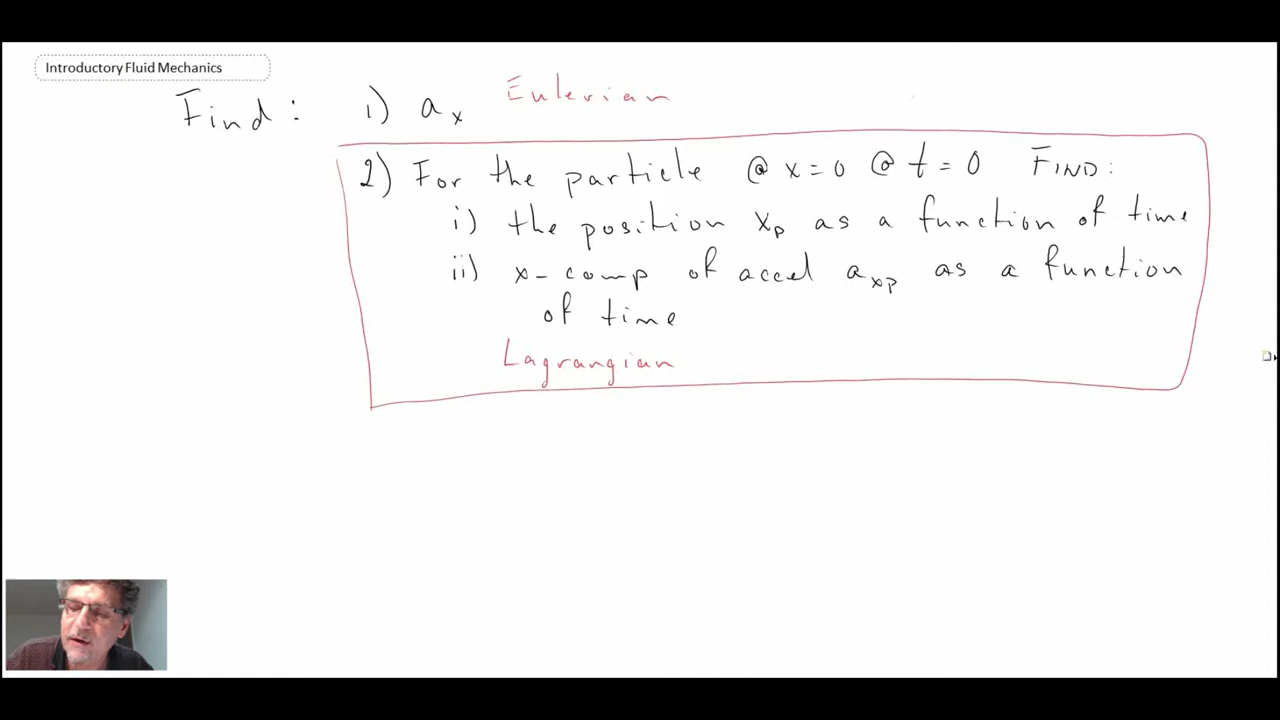 Introductory Fluid Mechanics
Find: 1) ax Eulerian
2) For the particle @ x=0 @ t=0 FIND:
i) the position xp as a function of time
ii) x-comp of accel axp as a function
of time
Lagrangian